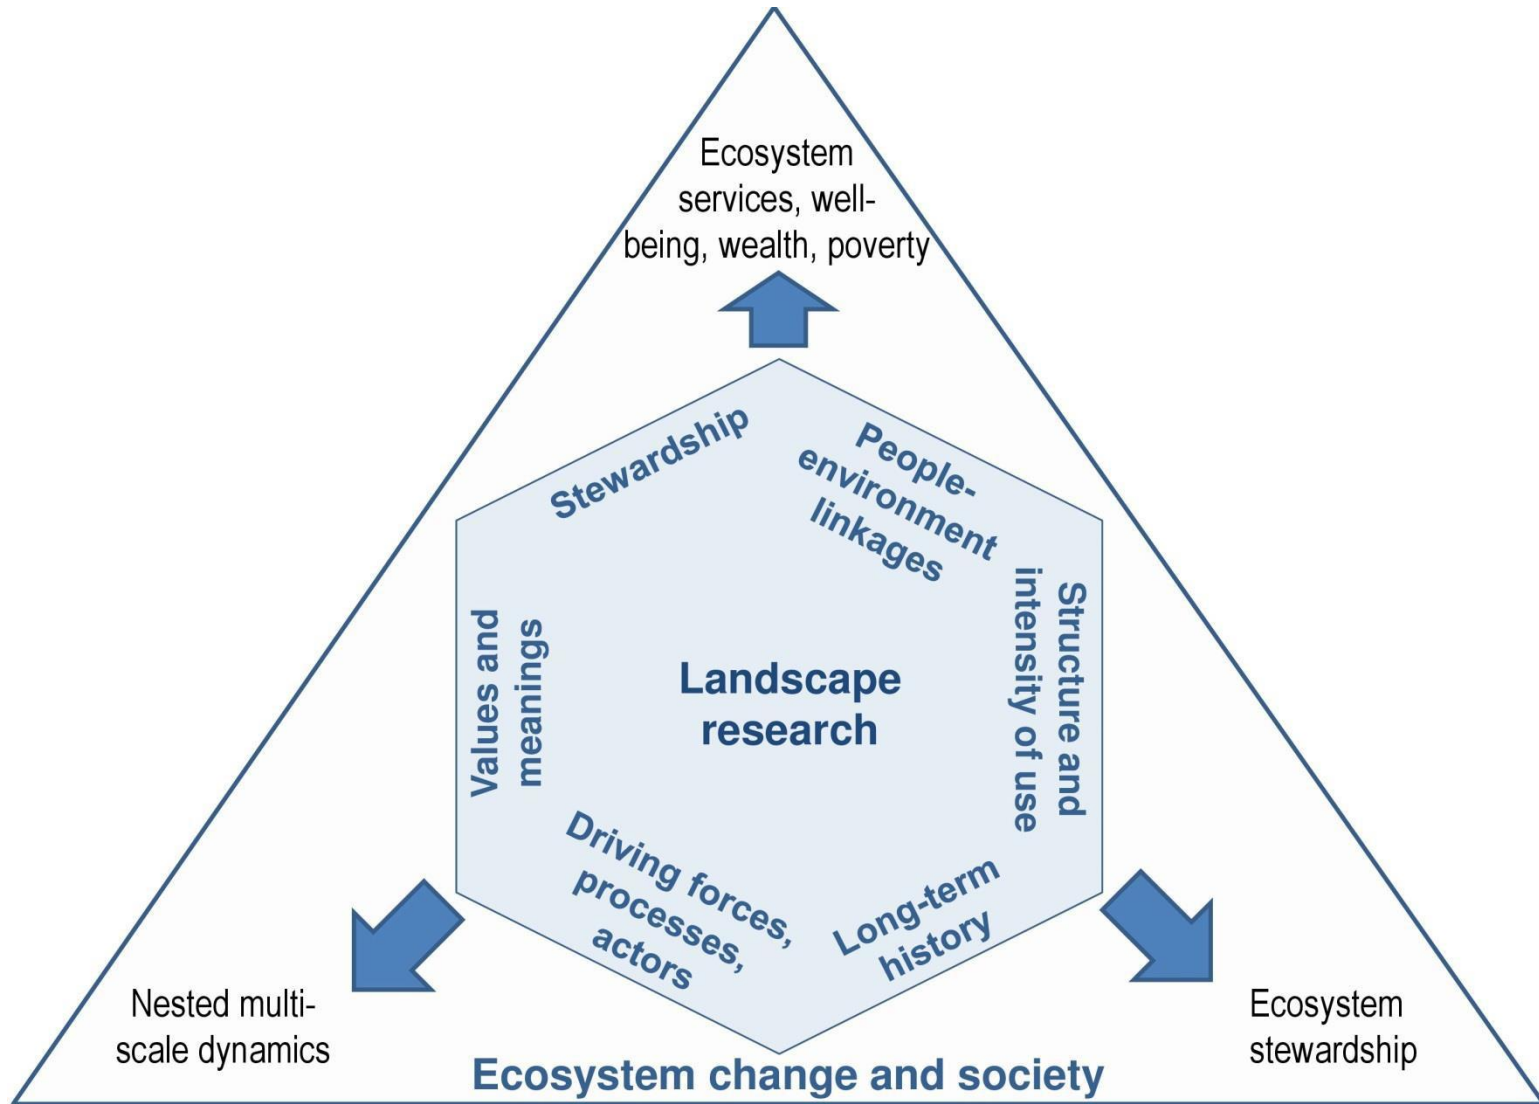 Ecosystem
services, well-
being, wealth, poverty
Stewardship
People-
environment
linkages
Structure and
intensity of use
Values and
meanings
Landscape
research
Driving forces,
processes,
actors
Long-term
history
Nested multi-
scale dynamics
Ecosystem
stewardship
Ecosystem change and society